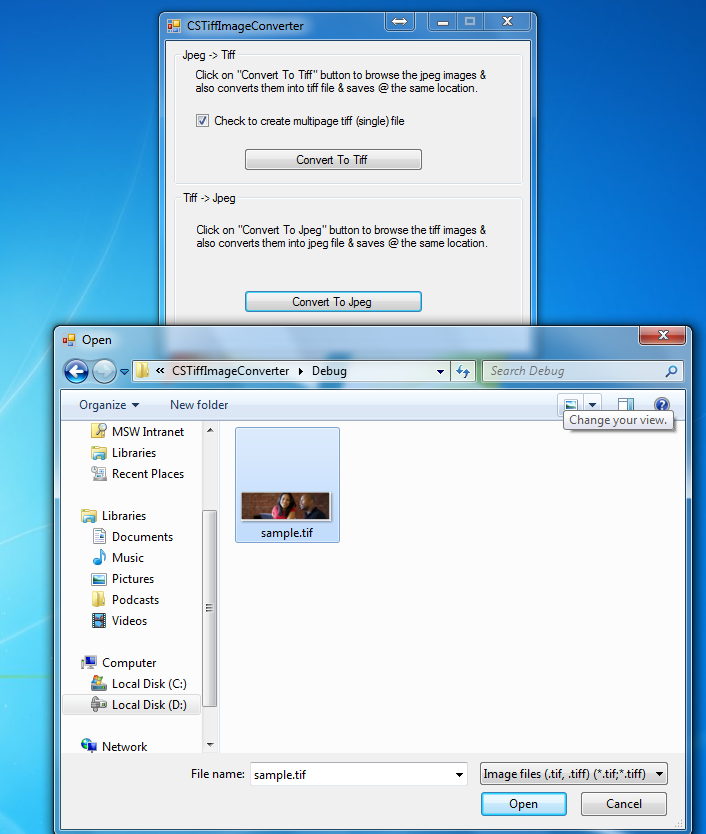 CSTiffImageConverter
Jpeg -> Tiff
Click on "Convert To Tiff" button to browse the jpeg images &
also converts them into tiff file & saves @ the same location.
Check to create multipage tiff (single) file
Convert To Tiff
Tiff -> Jpeg
Click on "Convert To Jpeg" button to browse the tiff images &
also converts them into jpeg file & saves @ the same location.
Convert To Jpeg
Open
« CSTiffImageConverter Debug
Search Debug
Organize New folder
Change your view.
MSW Intranet
Libraries
Recent Places
Libraries
Documents
Music
Pictures
Podcasts
Videos
Computer
Local Disk (C:)
Local Disk (D:)
Network
sample.tif
File name: sample.tif Image files (.tif, .tiff) (*.tif;*.tiff)
Open Cancel